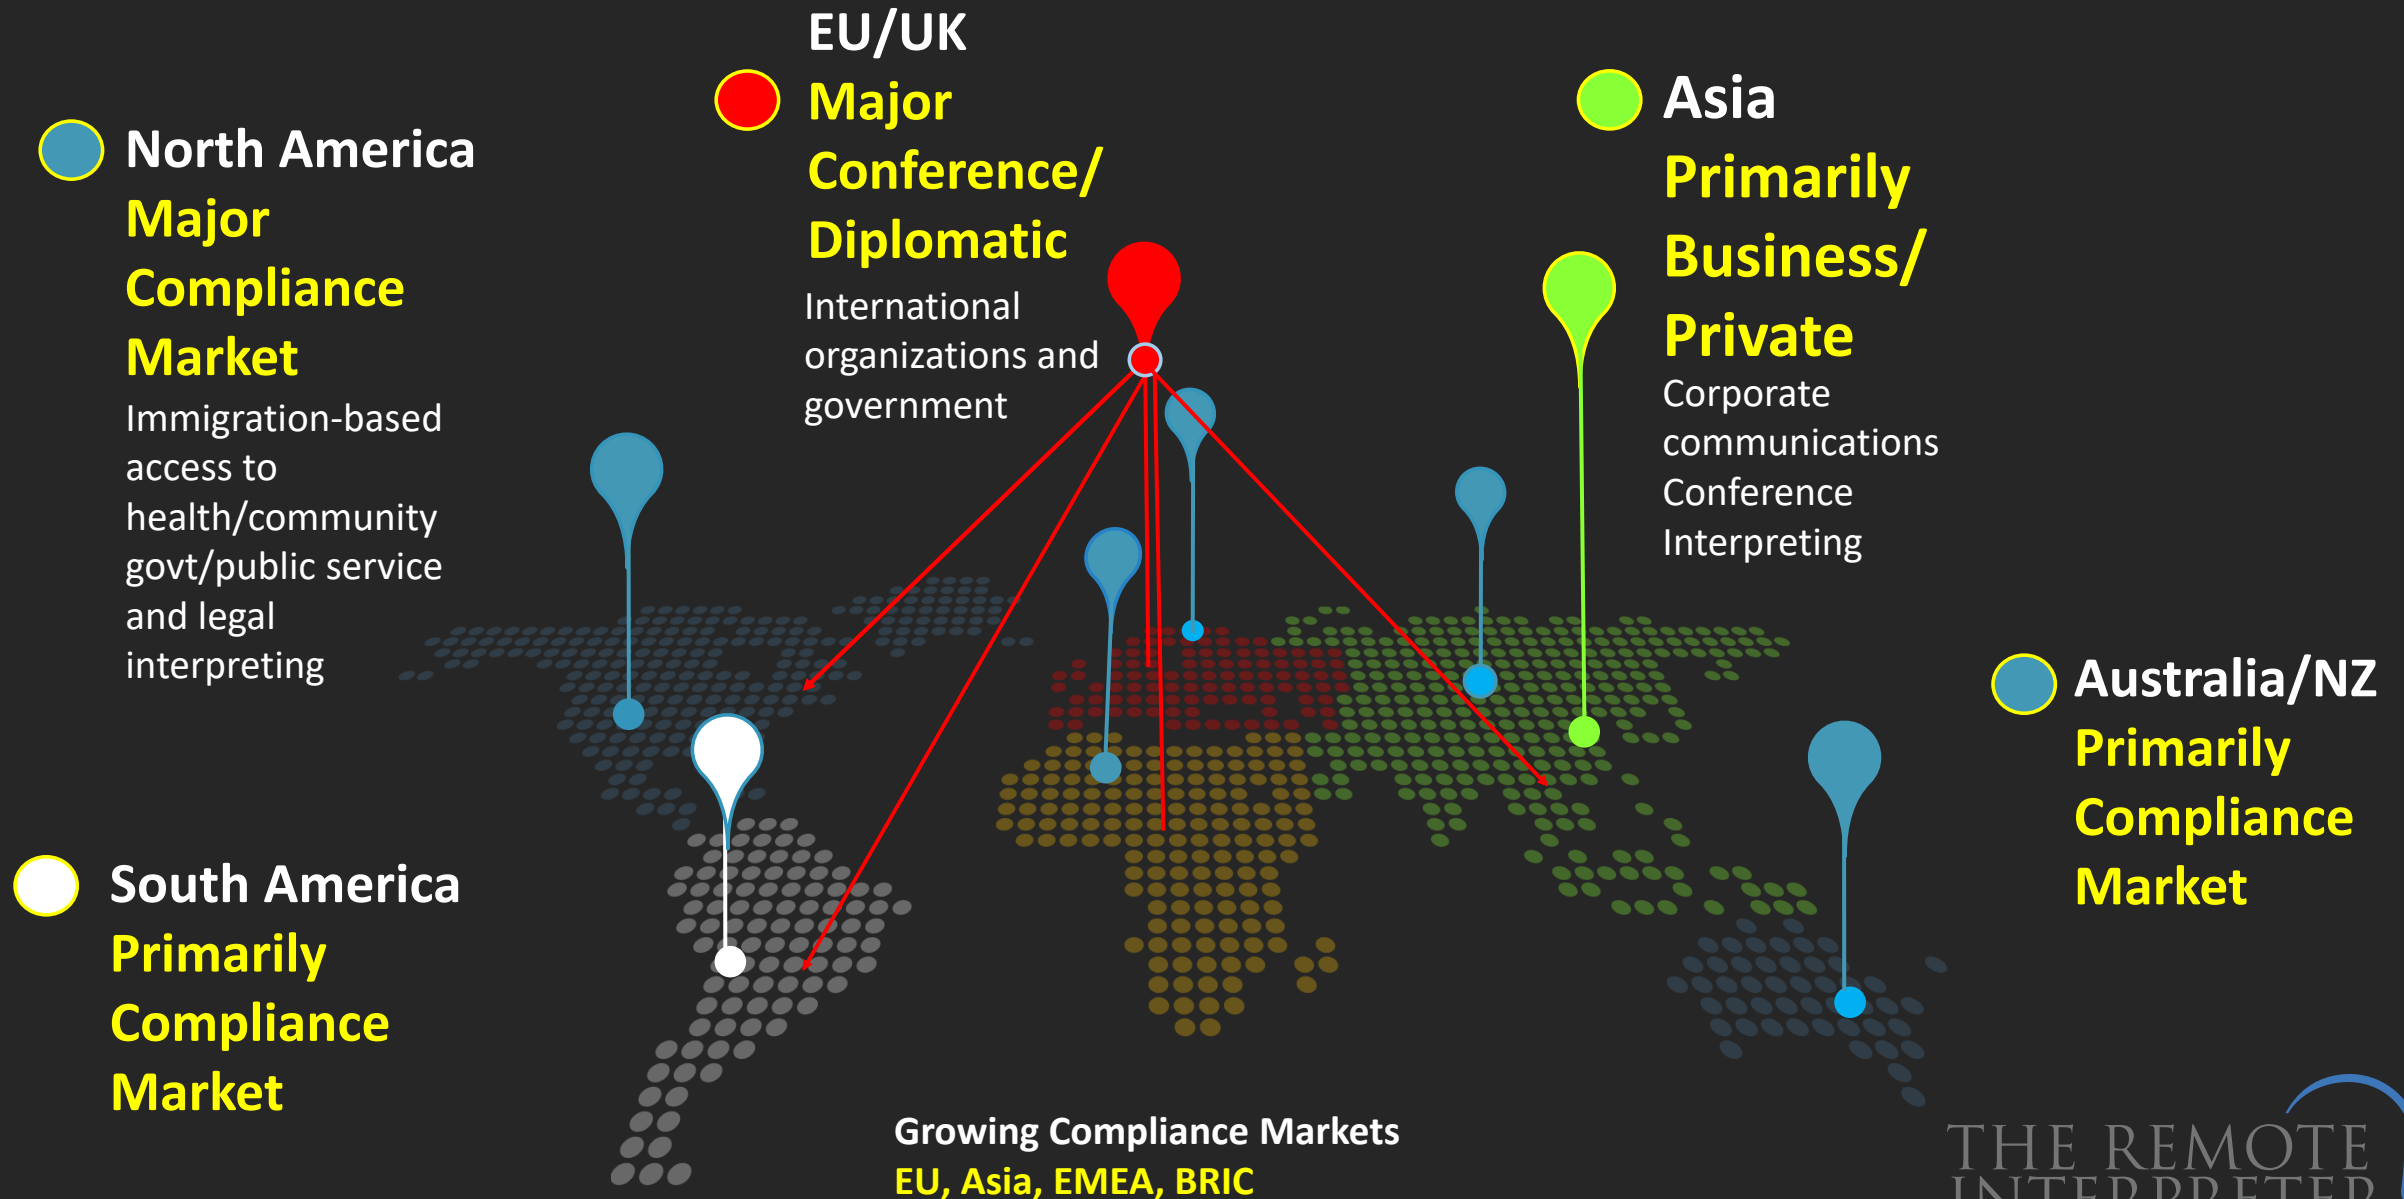 EU/UK
Major
Conference/
Diplomatic
International
organizations and
government
Asia
Primarily
Business/
Private
Corporate
communications
Conference
Interpreting
North America
Major
Compliance
Market
Immigration-based
access to
health/community
govt/public service
and legal
interpreting
Australia/NZ
Primarily
Compliance
Market
South America
Primarily
Compliance
Market
Growing Compliance Markets
EU, Asia, EMEA, BRIC
THE REMOTE
INTERPRETER